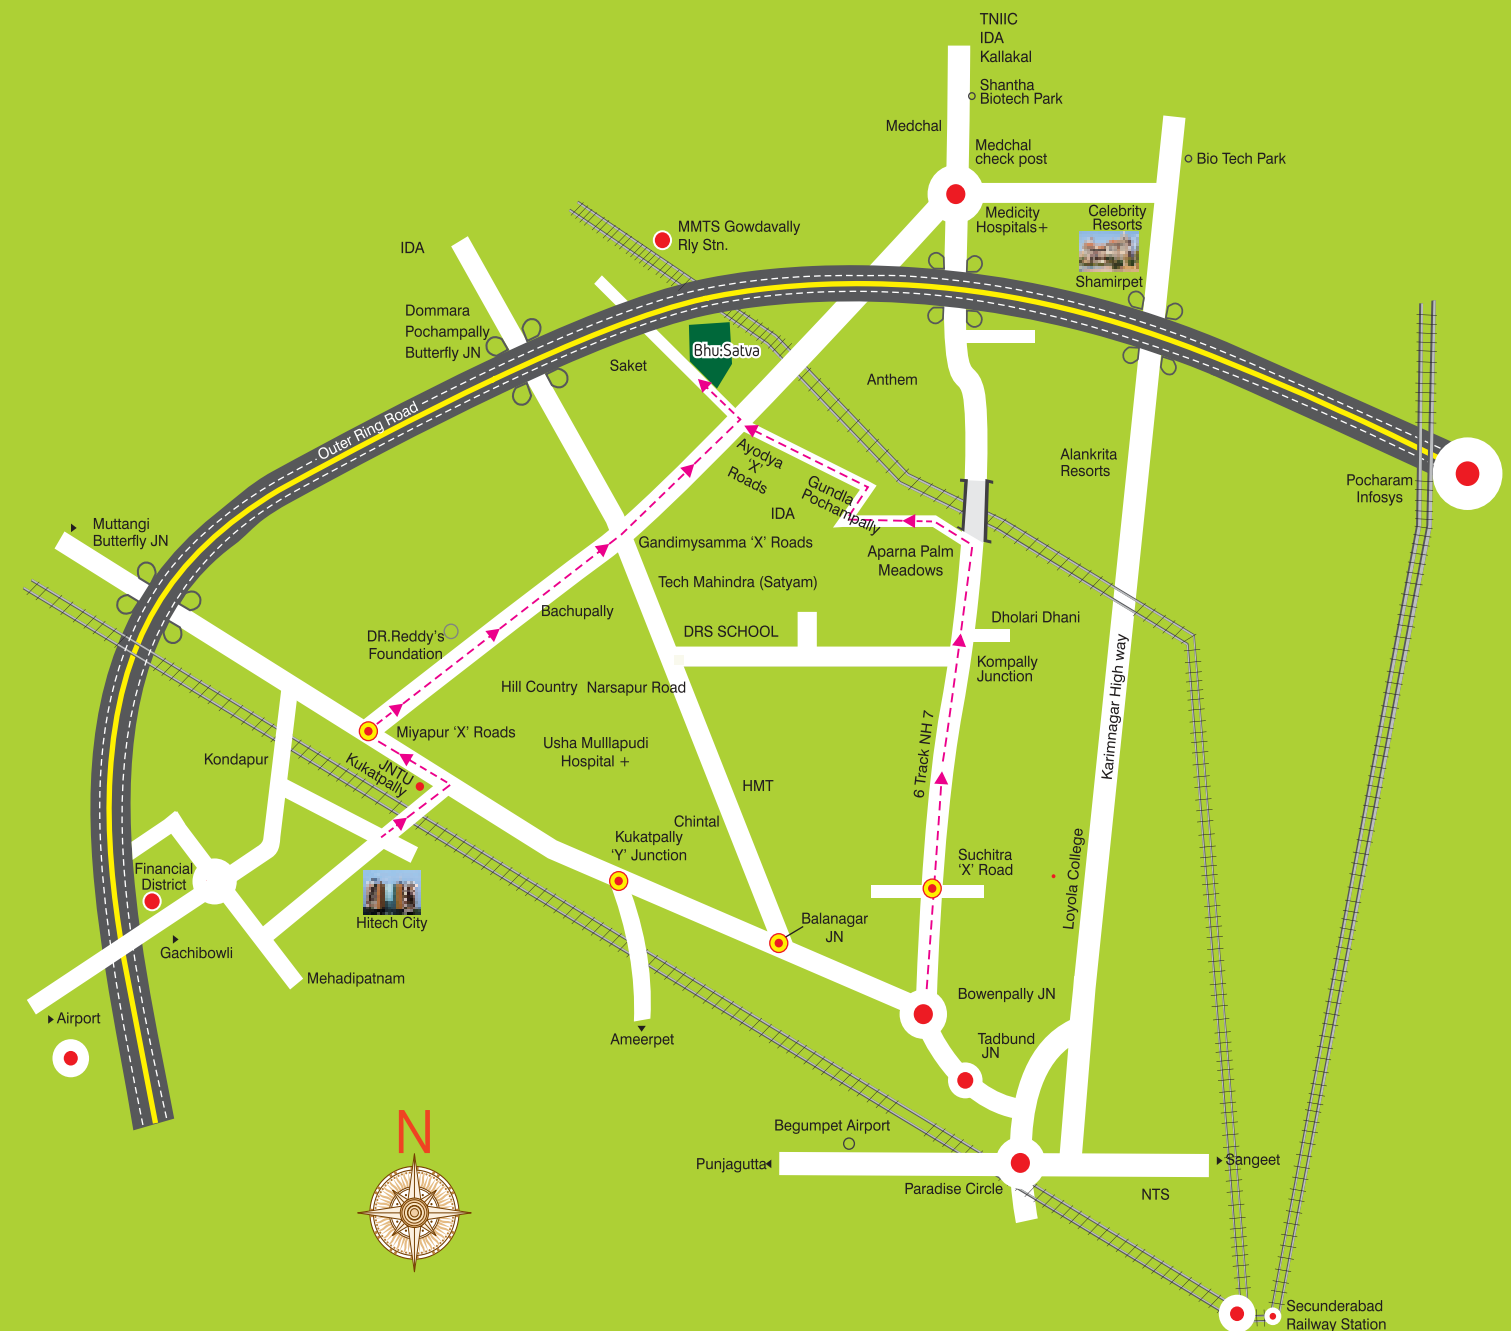 TNIIC
IDA
Kallakal
Shantha
Biotech Park
Medchal
Medchal
check post
Bio Tech Park
Medicity
Hospitals+
Celebrity
Resorts
Shamirpet
MMTS Gowdavally
Rly Stn.
IDA
Dommara
Pochampally
Butterfly JN
Saket
Bhu:Satva
Anthem
Outer Ring Road
Ayodya
‘X’
Roads
Gundla
Pochampally
IDA
Alankrita
Resorts
Pocharam
Infosys
Muttangi
Butterfly JN
Gandimysamma ‘X’ Roads
Aparna Palm
Meadows
Tech Mahindra (Satyam)
Bachupally
DR.Reddy’s
Foundation
DRS SCHOOL
Dholari Dhani
Kompally
Junction
Hill Country
Narsapur Road
Miyapur ‘X’ Roads
Usha Mulllapudi
Hospital +
Kondapur
JNTU
Kukatpally
HMT
6 Track NH 7
Karimnagar High way
Chintal
Kukatpally
‘Y’ Junction
Suchitra
‘X’ Road
Loyola College
Financial
District
Hitech City
Balanagar
JN
Gachibowli
Mehadipatnam
Bowenpally JN
Airport
Ameerpet
Tadbund
JN
N
Begumpet Airport
Punjagutta
Sangeet
Paradise Circle
NTS
Secunderabad
Railway Station